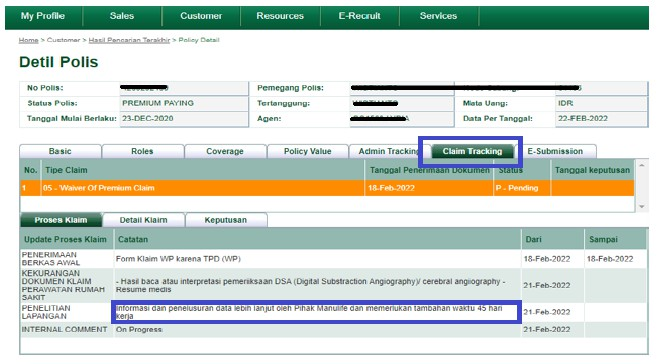 My Profile Sales Customer Resources E-Recruit Services
Home > Customer > Hasil Pencarian Terakhir > Policy Detail
Detil Polis
No Polis: Pemegang Polis:
Status Polis: PREMIUM PAYING Tertanggung: Mata Uang: IDR
Tanggal Mulai Berlaku: 23-DEC-2020 Agen: Data Per Tanggal: 22-FEB-2022
Basic Roles Coverage Policy Value Admin Tracking Claim Tracking E-Submission
No. Tipe Claim Tanggal Penerimaan Dokumen Status Tanggal keputusan
1 05 - Waiver Of Premium Claim 18-Feb-2022 P - Pending
Proses Klaim Detail Klaim Keputusan
Update Proses Klaim Catatan Dari Sampai
PENERIMAAN
BERKAS AWAL Form Klaim WP karena TPD (WP) 18-Feb-2022 18-Feb-2022
KEKURANGAN
DOKUMEN KLAIM
PERAWATAN RUMAH
SAKIT
- Hasil baca atau interpretasi pemeriksaan DSA (Digital Substraction Angiography)/ cerebral angiography -
Resume medis
21-Feb-2022
PENELITIAN
LAPANGAN
Informasi dan penelusuran data lebih lanjut oleh Pihak Manulife dan memerlukan tambahan waktu 45 hari
kerja
21-Feb-2022
INTERNAL COMMENT On Progress 21-Feb-2022